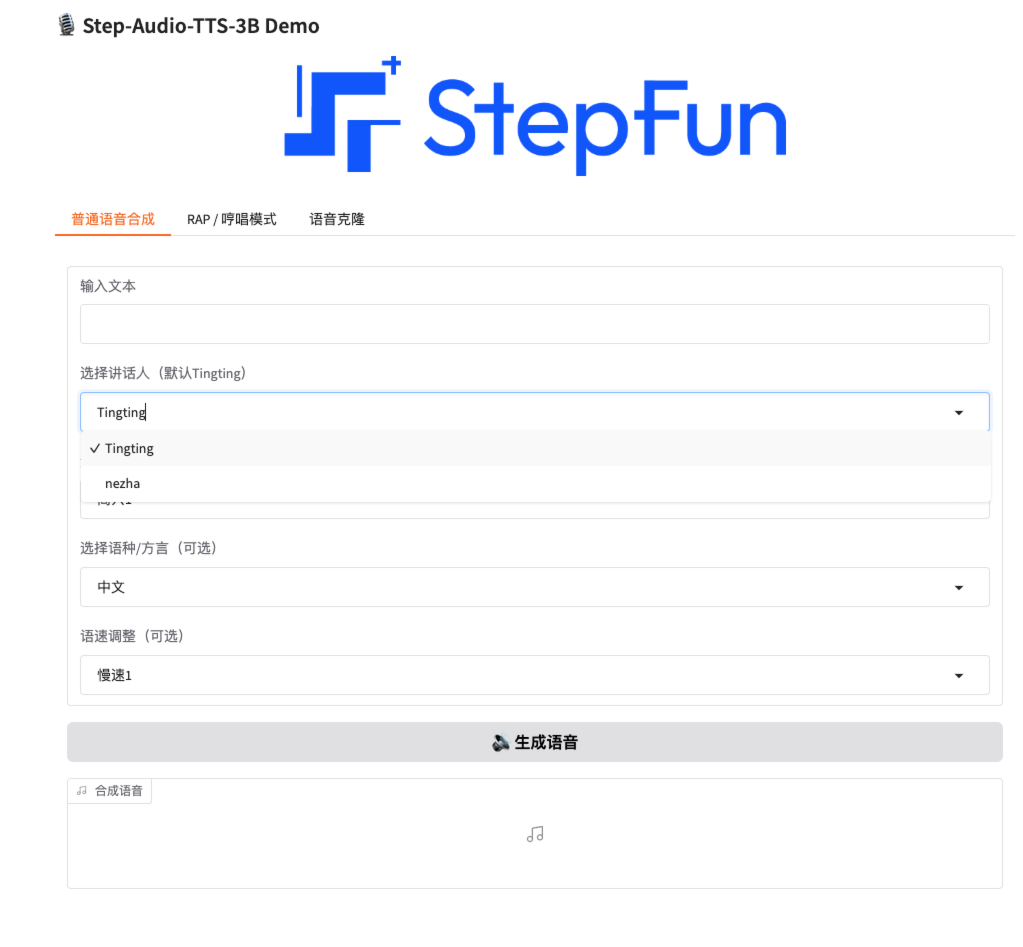 Step-Audio-TTS-3B Demo
StepFun
普通语音合成 RAP / 哼唱模式 语音克隆
输入文本
选择讲话人（默认Tingting）
Tingting
✓ Tingting
nezha
选择语种/方言（可选）
中文
语速调整（可选）
慢速1
生成语音
合成语音